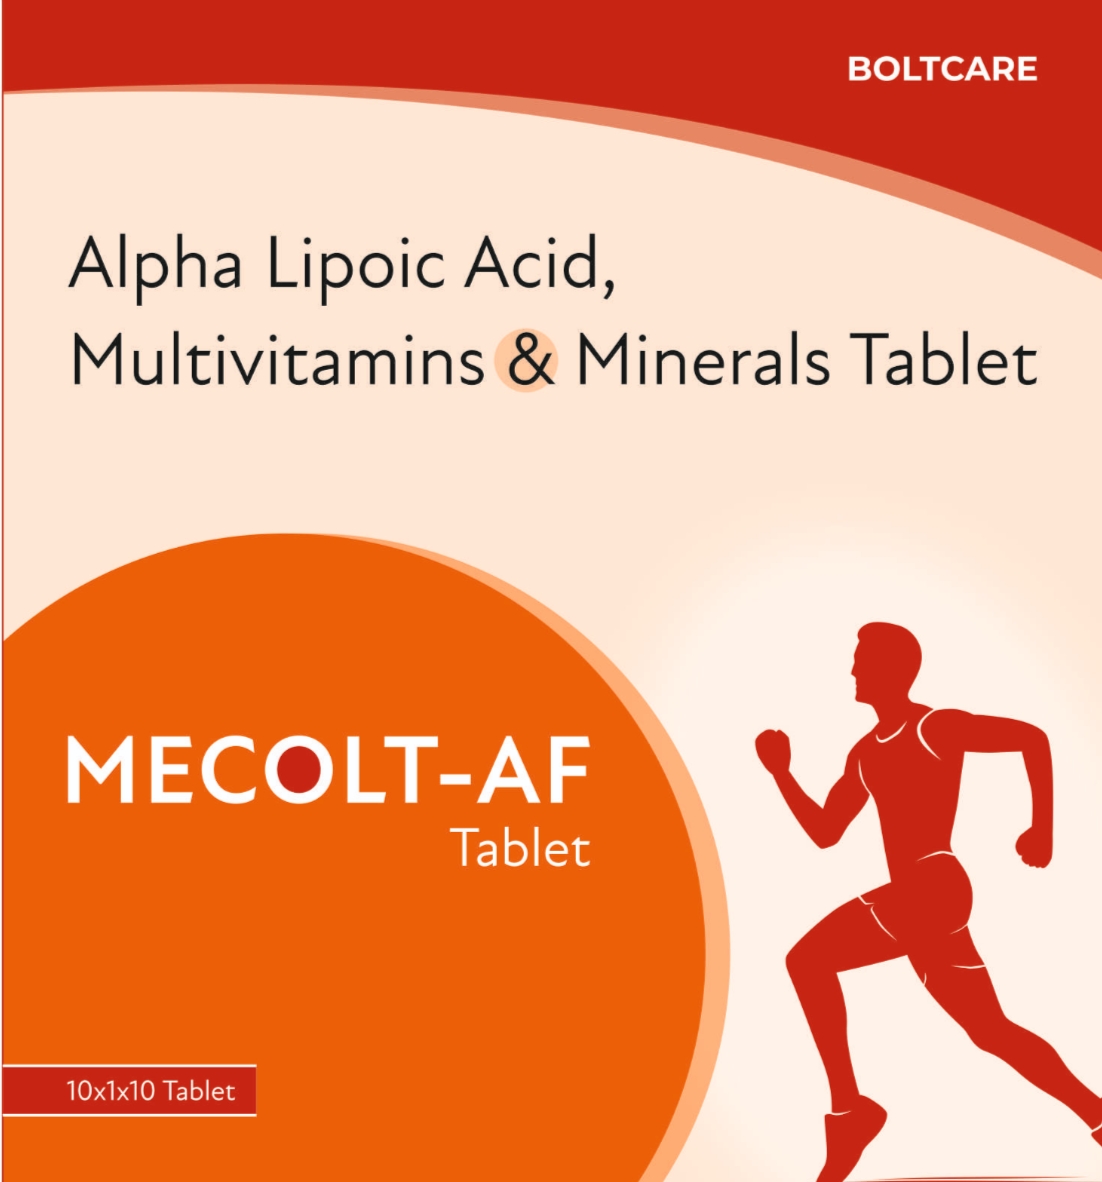 BOLTCARE
Alpha Lipoic Acid,
Multivitamins & Minerals Tablet
MECOLT-AF
Tablet
10x1x10 Tablet